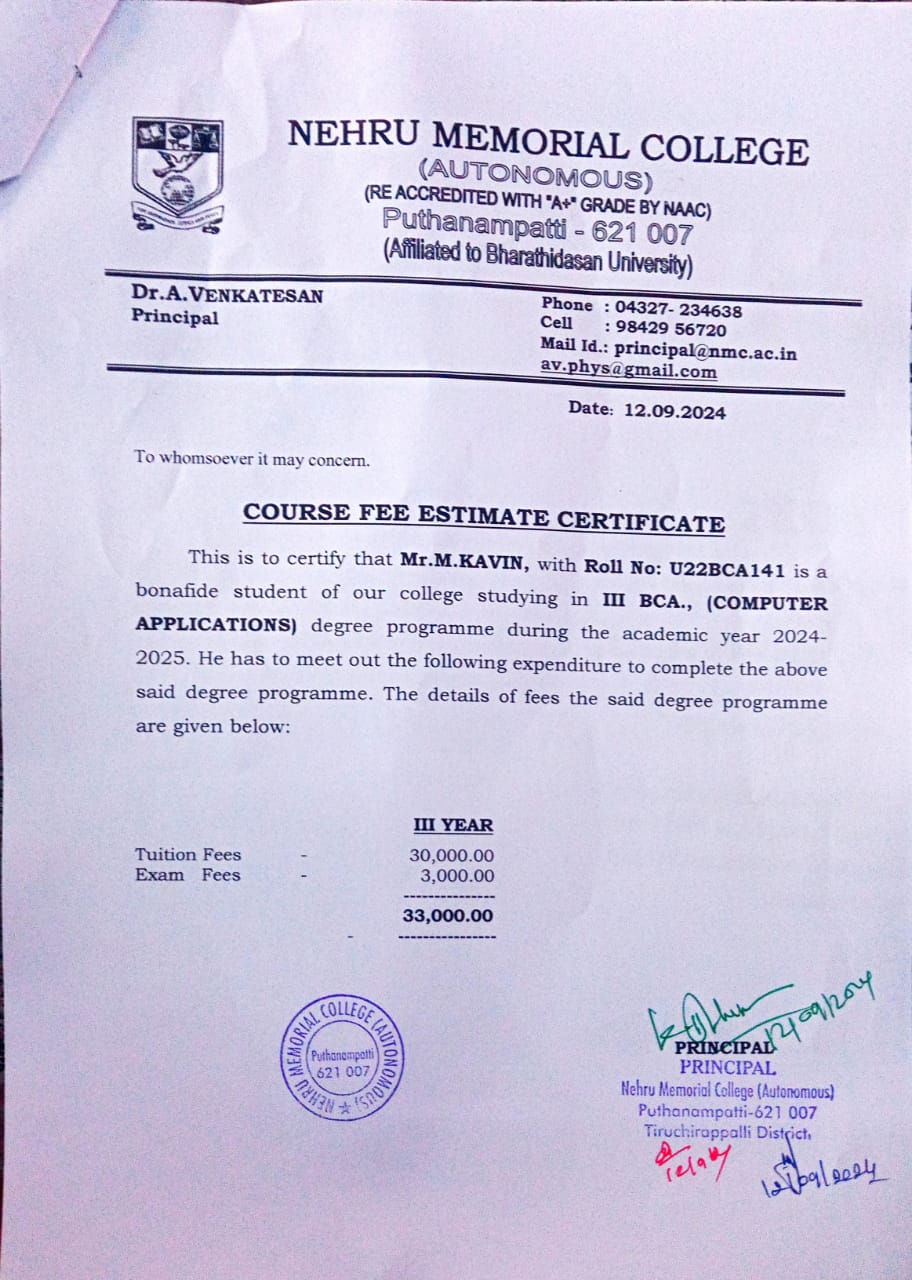 NEHRU MEMORIAL COLLEGE
(AUTONOMOUS)
(RE ACCREDITED WITH "A+" GRADE BY NAAC)
Puthanampatti - 621 007
(Affiliated to Bharathidasan University)
Dr.A.VENKATESAN
Principal
Phone : 04327- 234638
Cell : 98429 56720
Mail Id.: principal@nmc.ac.in
av.phys@gmail.com
Date: 12.09.2024
To whomsoever it may concern.
COURSE FEE ESTIMATE CERTIFICATE
This is to certify that Mr.M.KAVIN, with Roll No: U22BCA141 is a
bonafide student of our college studying in III BCA., (COMPUTER
APPLICATIONS) degree programme during the academic year 2024-
2025. He has to meet out the following expenditure to complete the above
said degree programme. The details of fees the said degree programme
are given below:
III YEAR
Tuition Fees - 30,000.00
Exam Fees - 3,000.00
---------------
33,000.00
- ----------------
NEHRU MEMORIAL COLLEGE (AUTONOMOUS)
Puthanampatti
621 007
12/09/2024
PRINCIPAL
PRINCIPAL
Nehru Memorial College (Autonomous)
Puthanampatti-621 007
Tiruchirappalli District.
12/09/2024